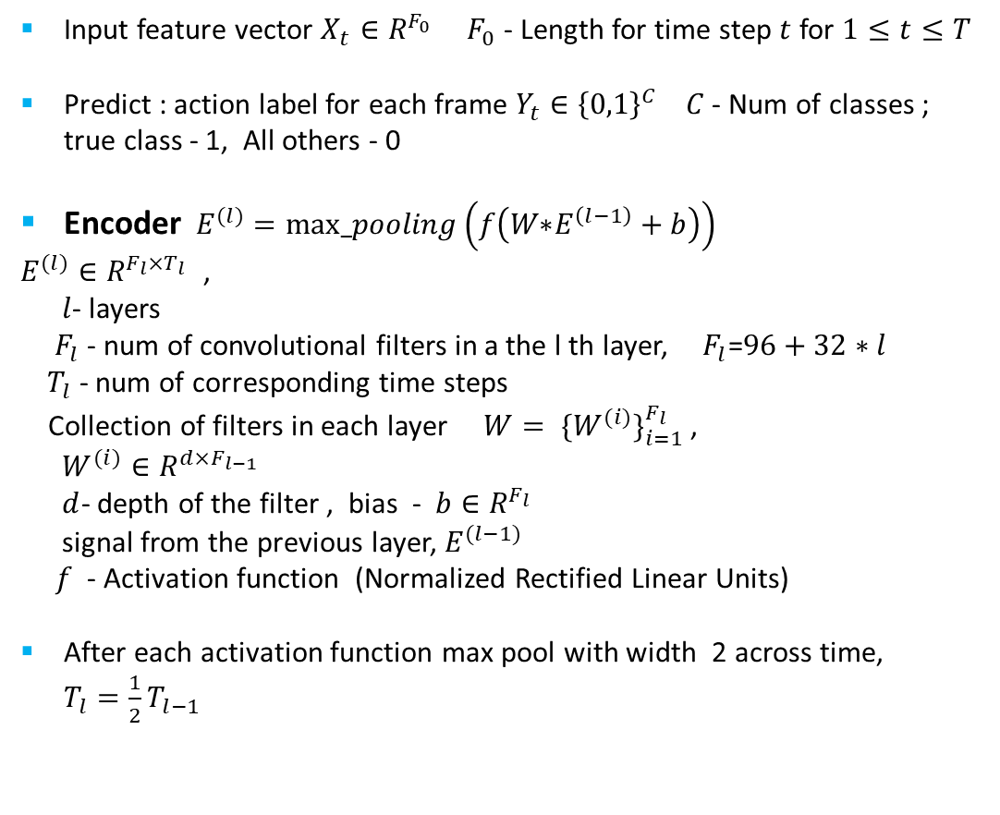 ▪ Input feature vector $X_t \in R^{F_0}$ $F_0$ - Length for time step $t$ for $1 \leq t \leq T$
▪ Predict : action label for each frame $Y_t \in \{0,1\}^C$ $C$ - Num of classes ;
true class - 1, All others - 0
▪ Encoder $E^{(l)} = \text{max\_}pooling\left(f\left(W * E^{(l-1)} + b\right)\right)$
$E^{(l)} \in R^{F_l \times T_l}$ ,
$l$- layers
$F_l$ - num of convolutional filters in a the l th layer, $F_l$=$96 + 32 * l$
$T_l$ - num of corresponding time steps
Collection of filters in each layer $W = \{W^{(i)}\}_{i=1}^{F_l}$ ,
$W^{(i)} \in R^{d \times F_{l-1}}$
$d$- depth of the filter , bias - $b \in R^{F_l}$
signal from the previous layer, $E^{(l-1)}$
$f$ - Activation function (Normalized Rectified Linear Units)
▪ After each activation function max pool with width 2 across time,
$T_l = \frac{1}{2} T_{l-1}$